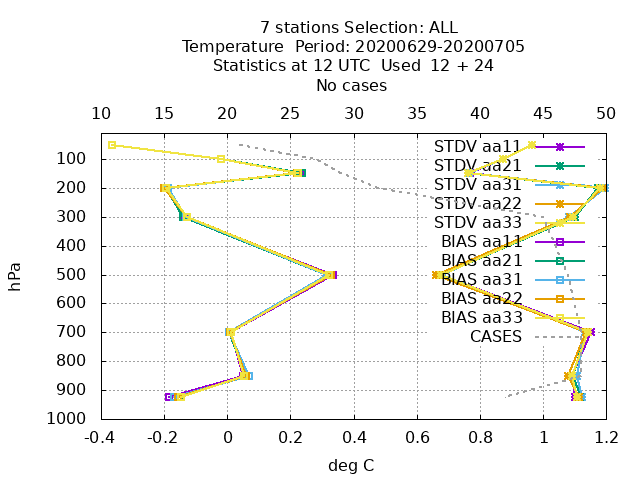 7 stations Selection: ALL
Temperature  Period: 20200629-20200705
Statistics at 12 UTC  Used  12 + 24
No cases
10 15 20 25 30 35 40 45 50
STDV aa11
STDV aa21
STDV aa31
STDV aa22
STDV aa33
BIAS aa11
BIAS aa21
BIAS aa31
BIAS aa22
BIAS aa33
CASES
hPa
100
200
300
400
500
600
700
800
900
1000
-0.4 -0.2 0 0.2 0.4 0.6 0.8 1 1.2
deg C